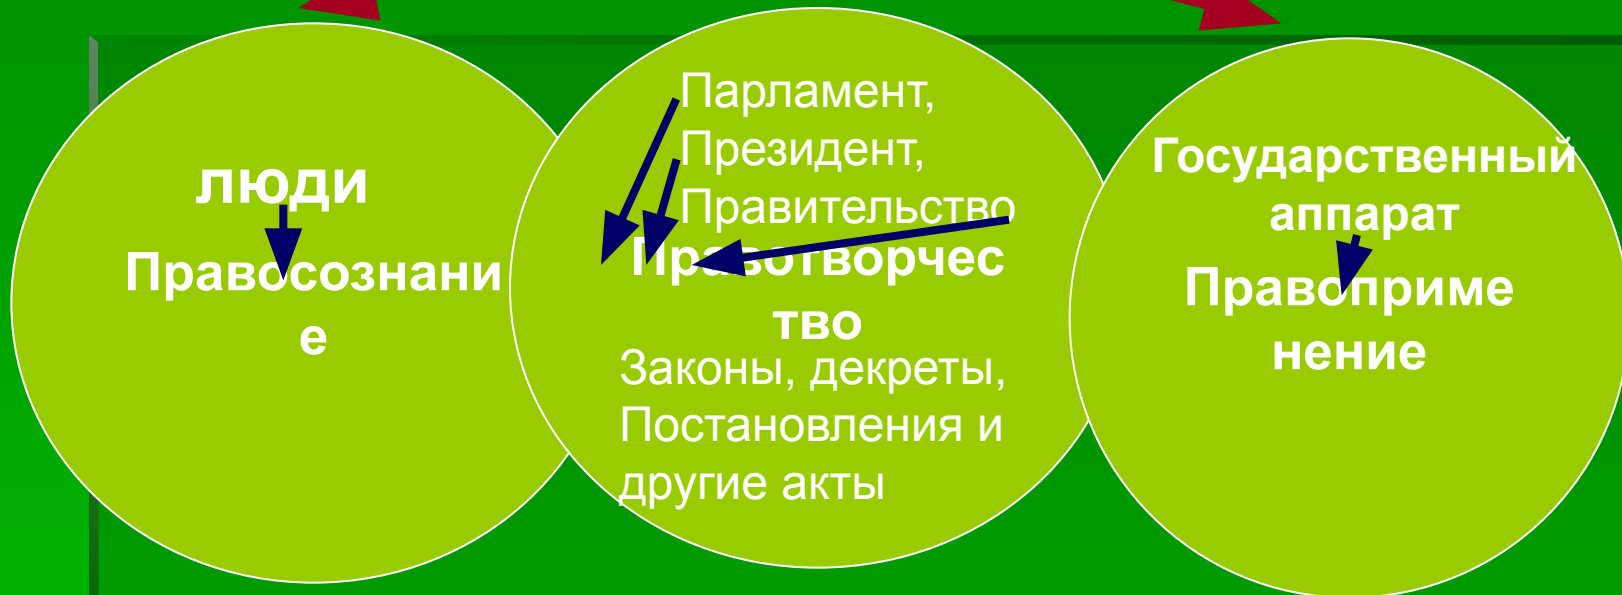 люди
Правосознани
е
Парламент,
Президент,
Правительство
Правотворчес
тво
Законы, декреты,
Постановления и
другие акты
Государственный
аппарат
Правоприме
нение